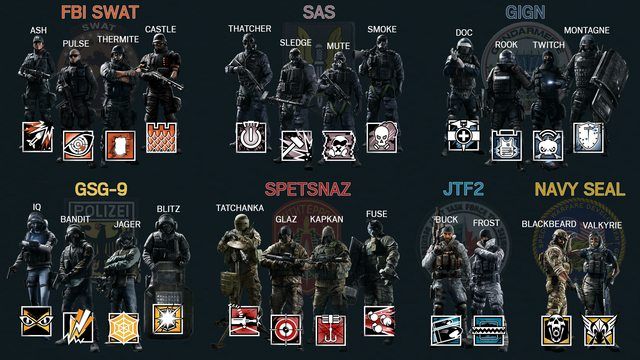 FBI SWAT
ASH
PULSE
THERMITE
CASTLE
SAS
THATCHER
SLEDGE
MUTE
SMOKE
GIGN
DOC
ROOK
TWITCH
MONTAGNE
GSG-9
IQ
BANDIT
JAGER
BLITZ
POLIZEI
SPETSNAZ
TATCHANKA
GLAZ
KAPKAN
FUSE
JTF2
BUCK
FROST
NAVY SEAL
BLACKBEARD
VALKYRIE